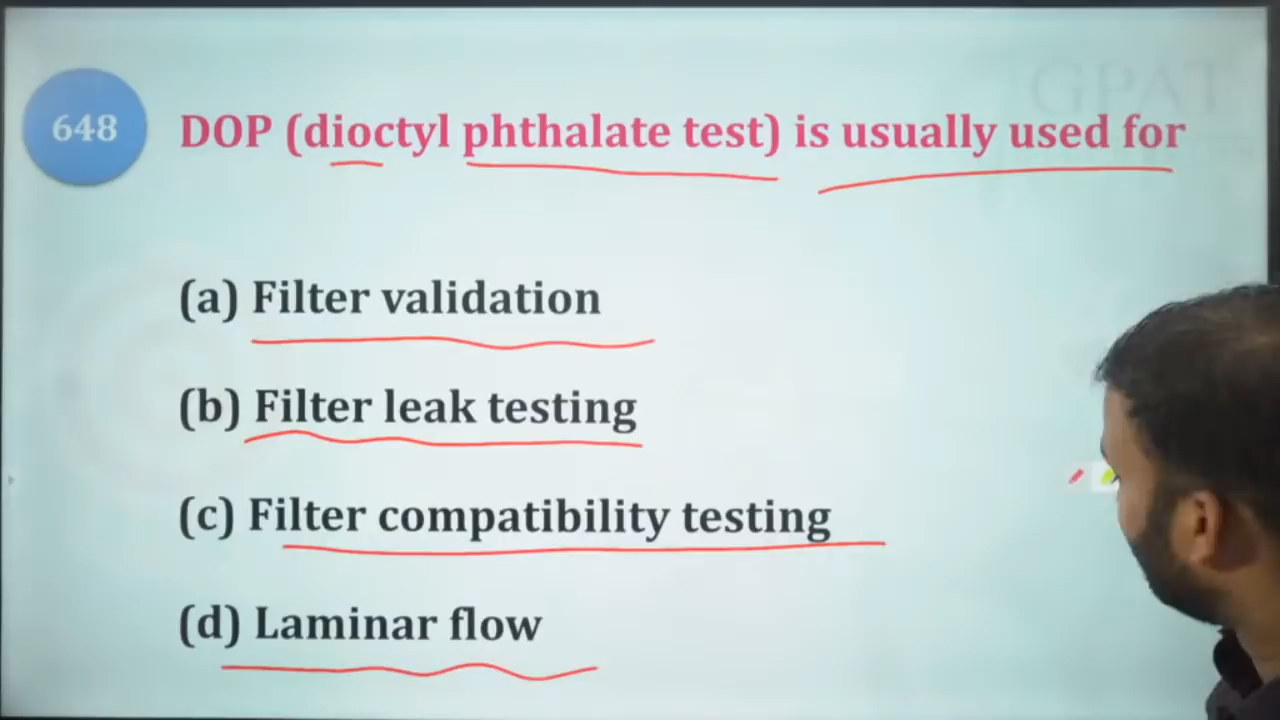 GPAT
648
DOP (dioctyl phthalate test) is usually used for
(a) Filter validation
(b) Filter leak testing
(c) Filter compatibility testing
(d) Laminar flow